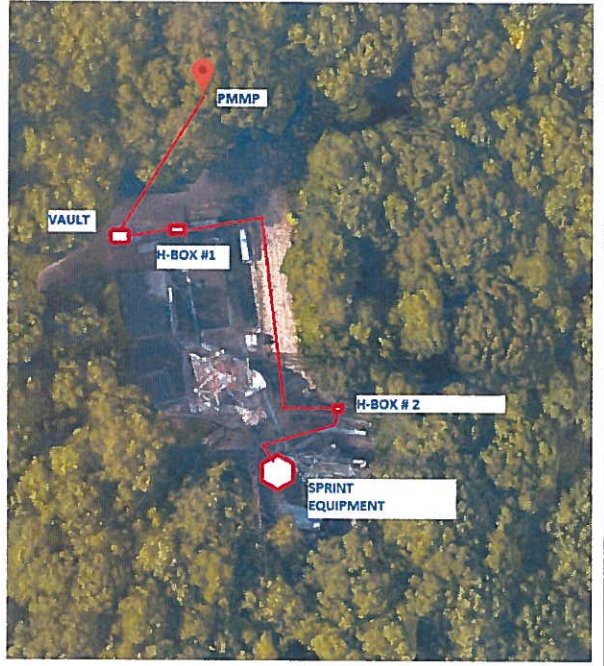 PMMP
VAULT
H-BOX #1
H-BOX # 2
SPRINT
EQUIPMENT